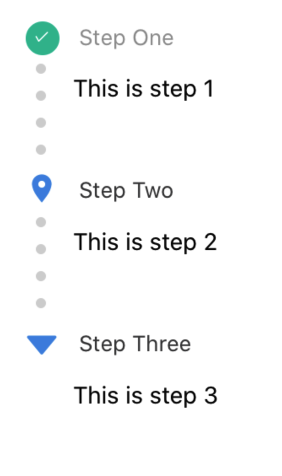 Step One
This is step 1
Step Two
This is step 2
Step Three
This is step 3